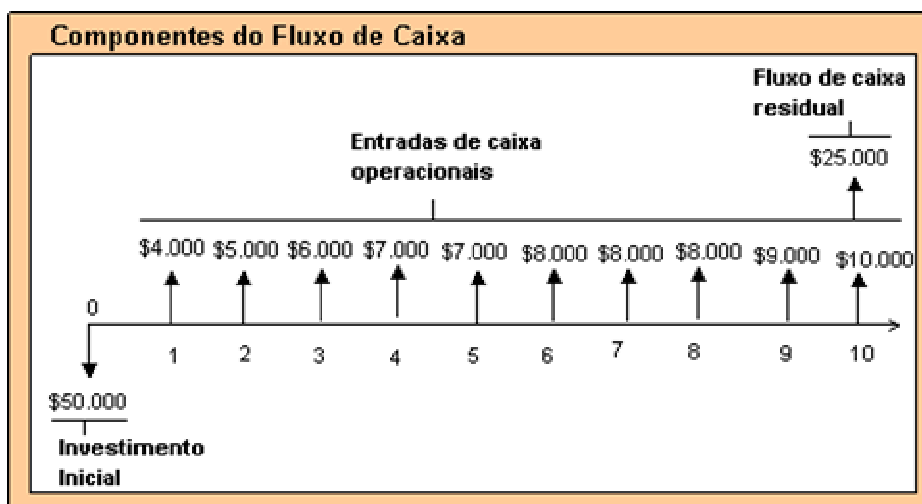 Componentes do Fluxo de Caixa
Fluxo de caixa
residual
$25.000
Entradas de caixa
operacionais
$4.000 $5.000 $6.000 $7.000 $7.000 $8.000 $8.000 $8.000 $9.000 $10.000
0
1 2 3 4 5 6 7 8 9 10
$50.000
Investimento
Inicial